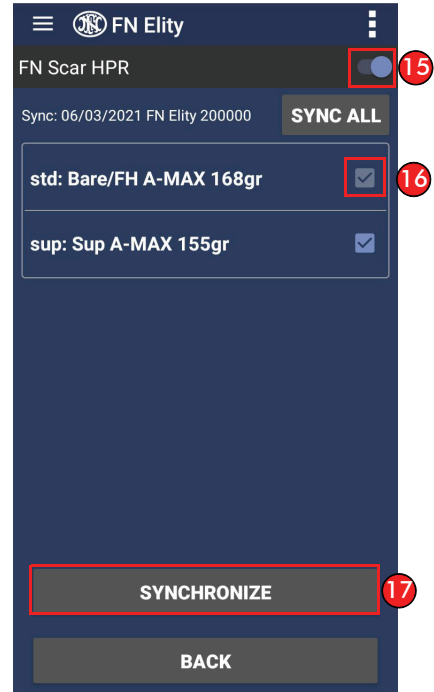 FN Elity
FN Scar HPR
15
Sync: 06/03/2021 FN Elity 200000
SYNC ALL
std: Bare/FH A-MAX 168gr
16
sup: Sup A-MAX 155gr
SYNCHRONIZE
17
BACK